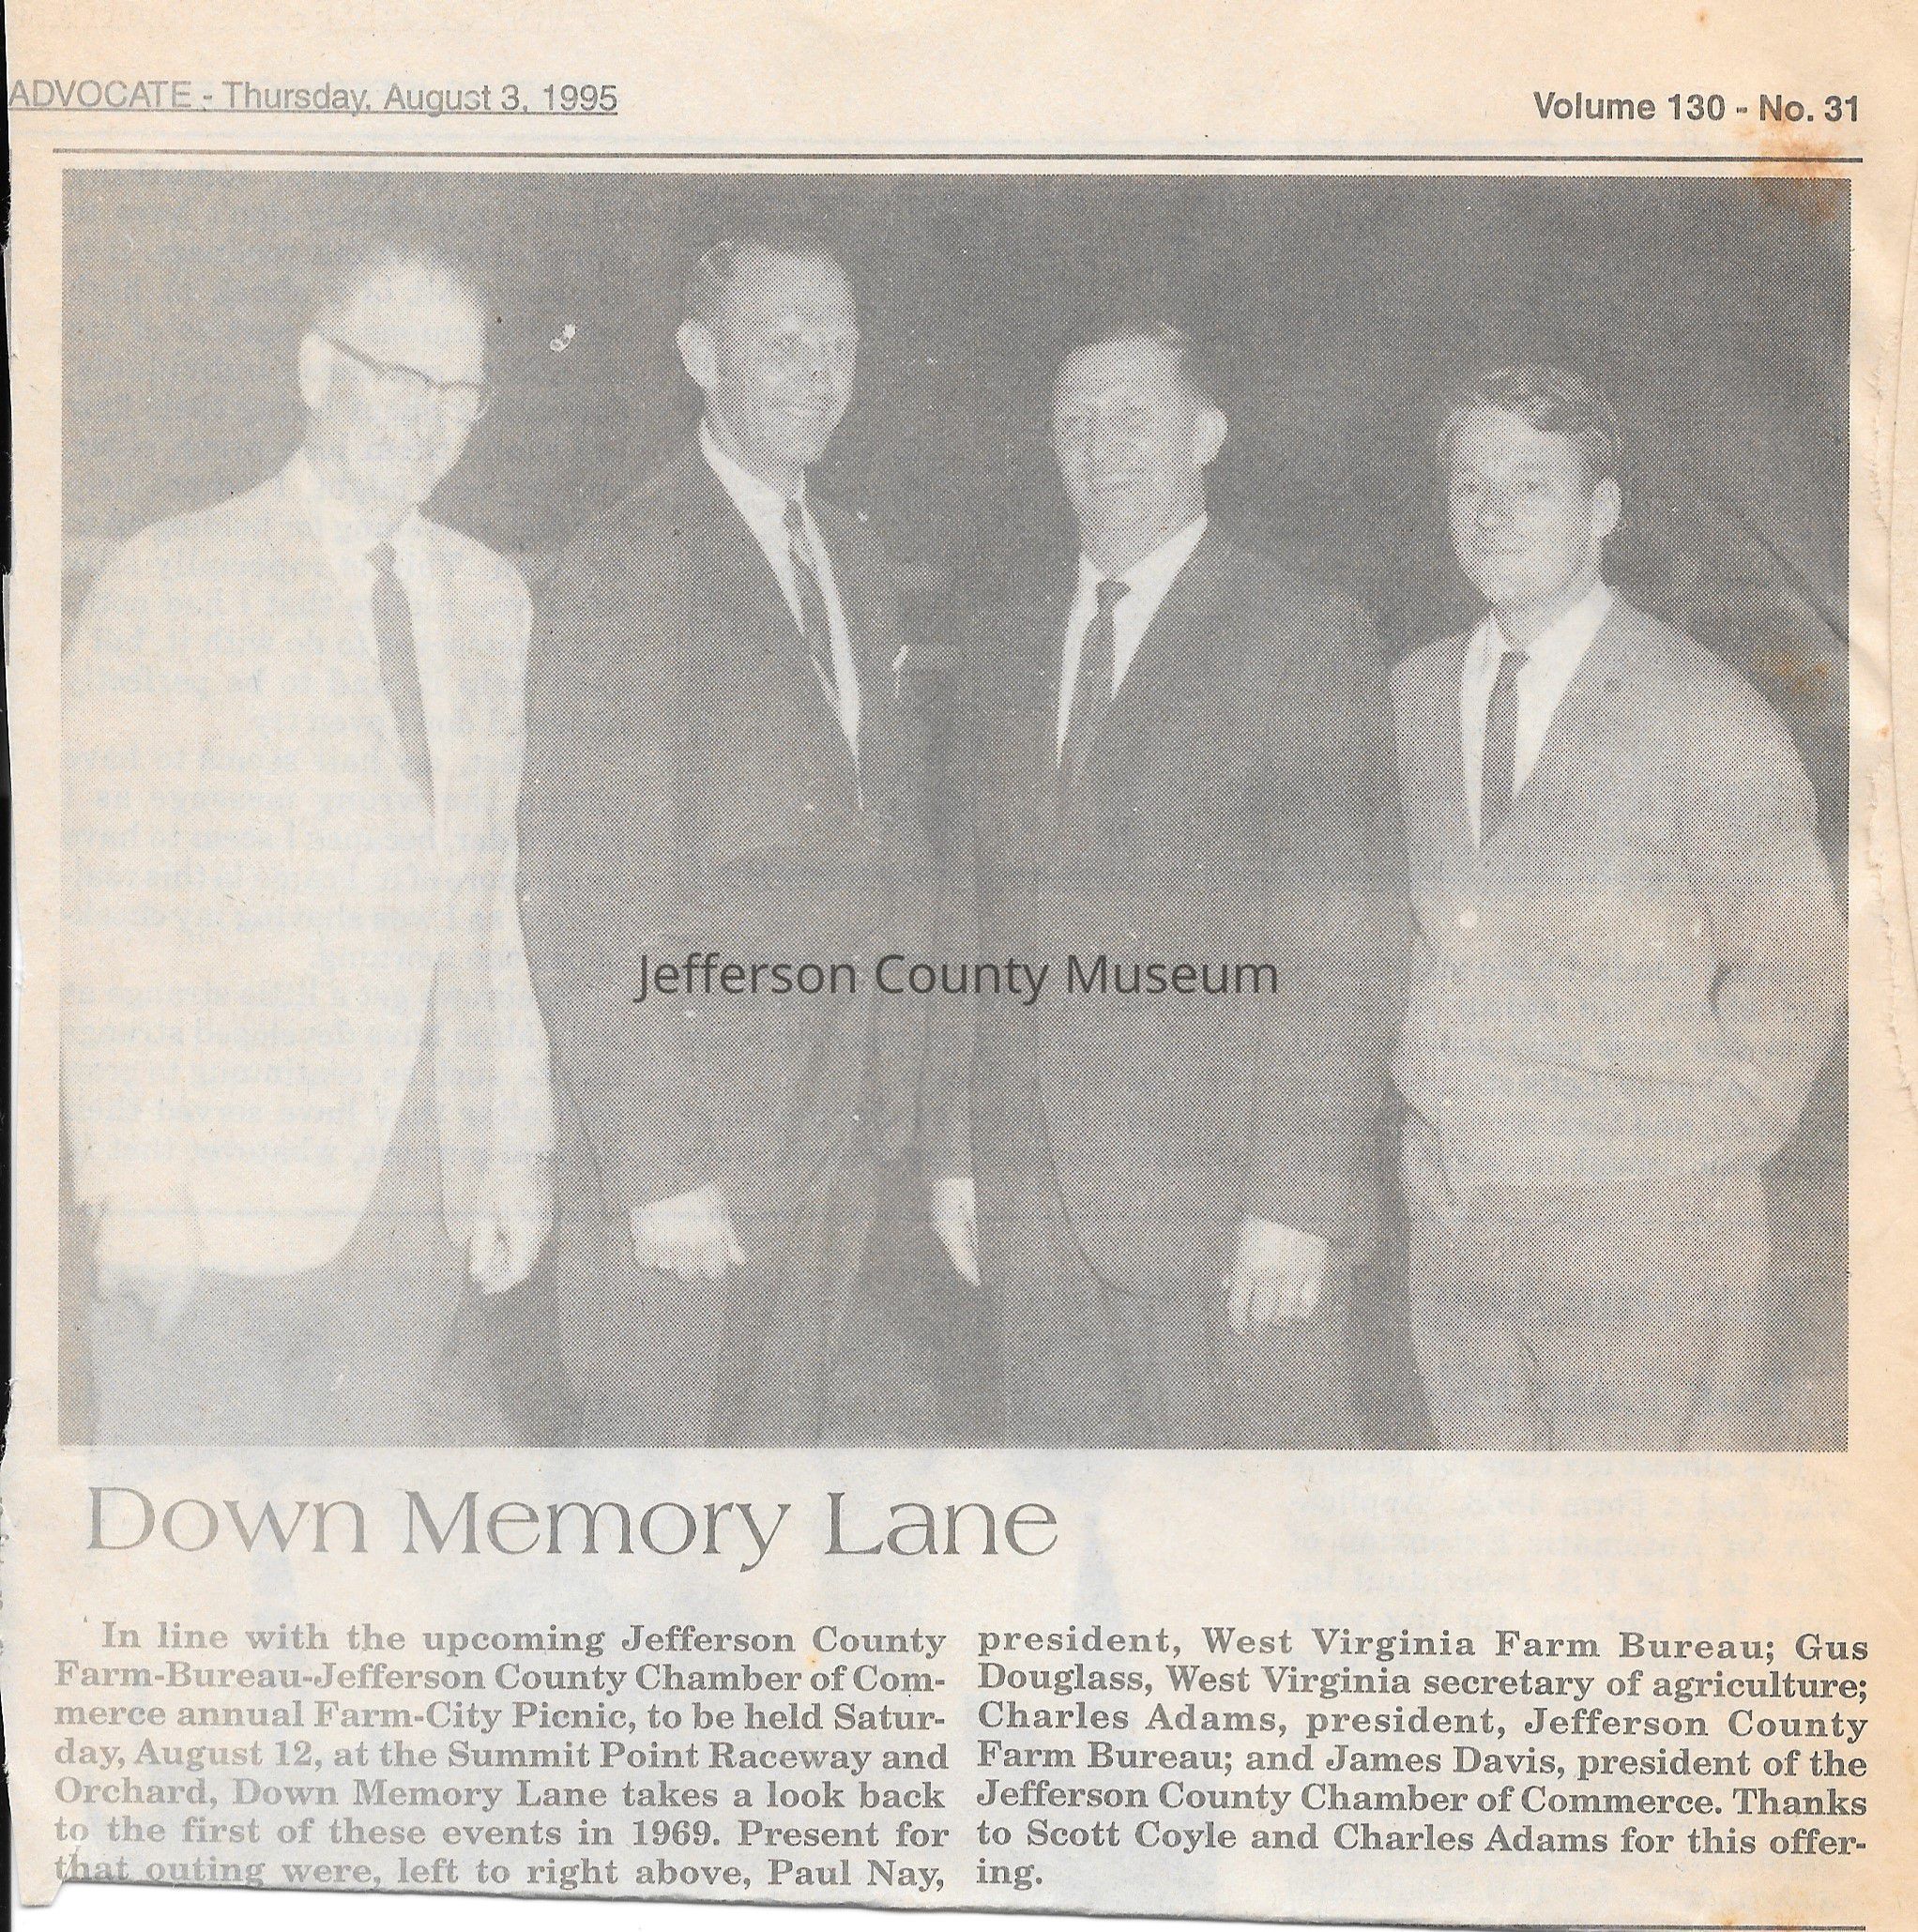 ADVOCATE - Thursday, August 3, 1995
Volume 130 - No. 31
Jefferson County Museum
Down Memory Lane
In line with the upcoming Jefferson County
Farm-Bureau-Jefferson County Chamber of Com-
merce annual Farm-City Picnic, to be held Satur-
day, August 12, at the Summit Point Raceway and
Orchard, Down Memory Lane takes a look back
to the first of these events in 1969. Present for
that outing were, left to right above, Paul Nay,
president, West Virginia Farm Bureau; Gus
Douglass, West Virginia secretary of agriculture;
Charles Adams, president, Jefferson County
Farm Bureau; and James Davis, president of the
Jefferson County Chamber of Commerce. Thanks
to Scott Coyle and Charles Adams for this offer-
ing.